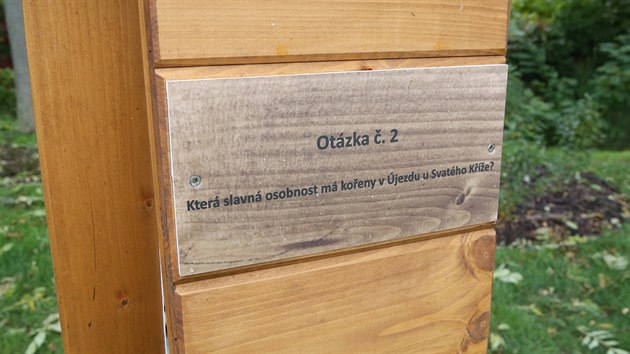 Otázka č. 2
Která slavná osobnost má kořeny v Újezdu u Svatého Kříže?